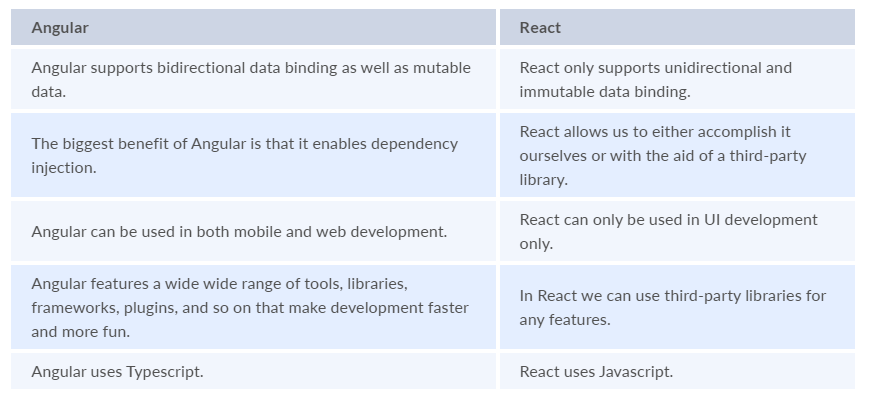 Angular
React
Angular supports bidirectional data binding as well as mutable
data.
React only supports unidirectional and
immutable data binding.
The biggest benefit of Angular is that it enables dependency
injection.
React allows us to either accomplish it
ourselves or with the aid of a third-party
library.
Angular can be used in both mobile and web development.
React can only be used in UI development
only.
Angular features a wide wide range of tools, libraries,
frameworks, plugins, and so on that make development faster
and more fun.
In React we can use third-party libraries for
any features.
Angular uses Typescript.
React uses Javascript.